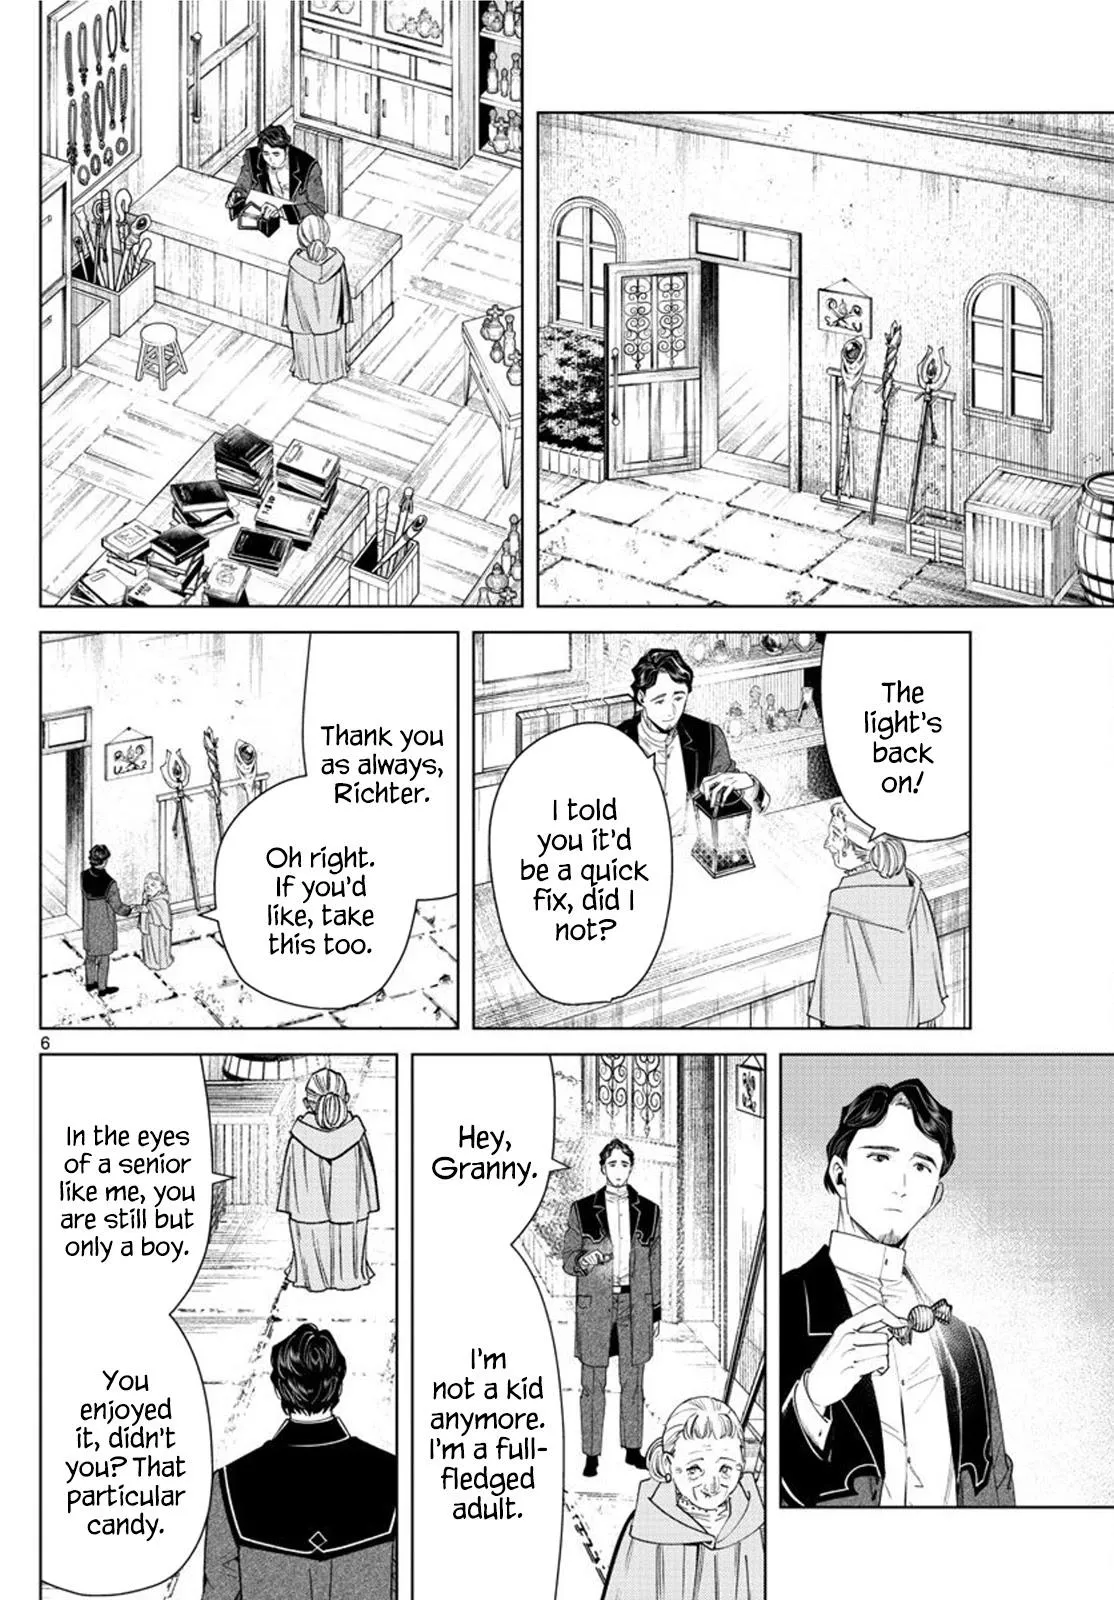 The
light's
back
on!
I told
you it'd
be a quick
fix, did I
not?
Thank you
as always,
Richter.
Oh right.
If you'd
like, take
this too.
6
Hey,
Granny.
I'm
not a kid
anymore.
I'm a full-
fledged
adult.
In the eyes
of a senior
like me, you
are still but
only a boy.
You
enjoyed
it, didn't
you? That
particular
candy.